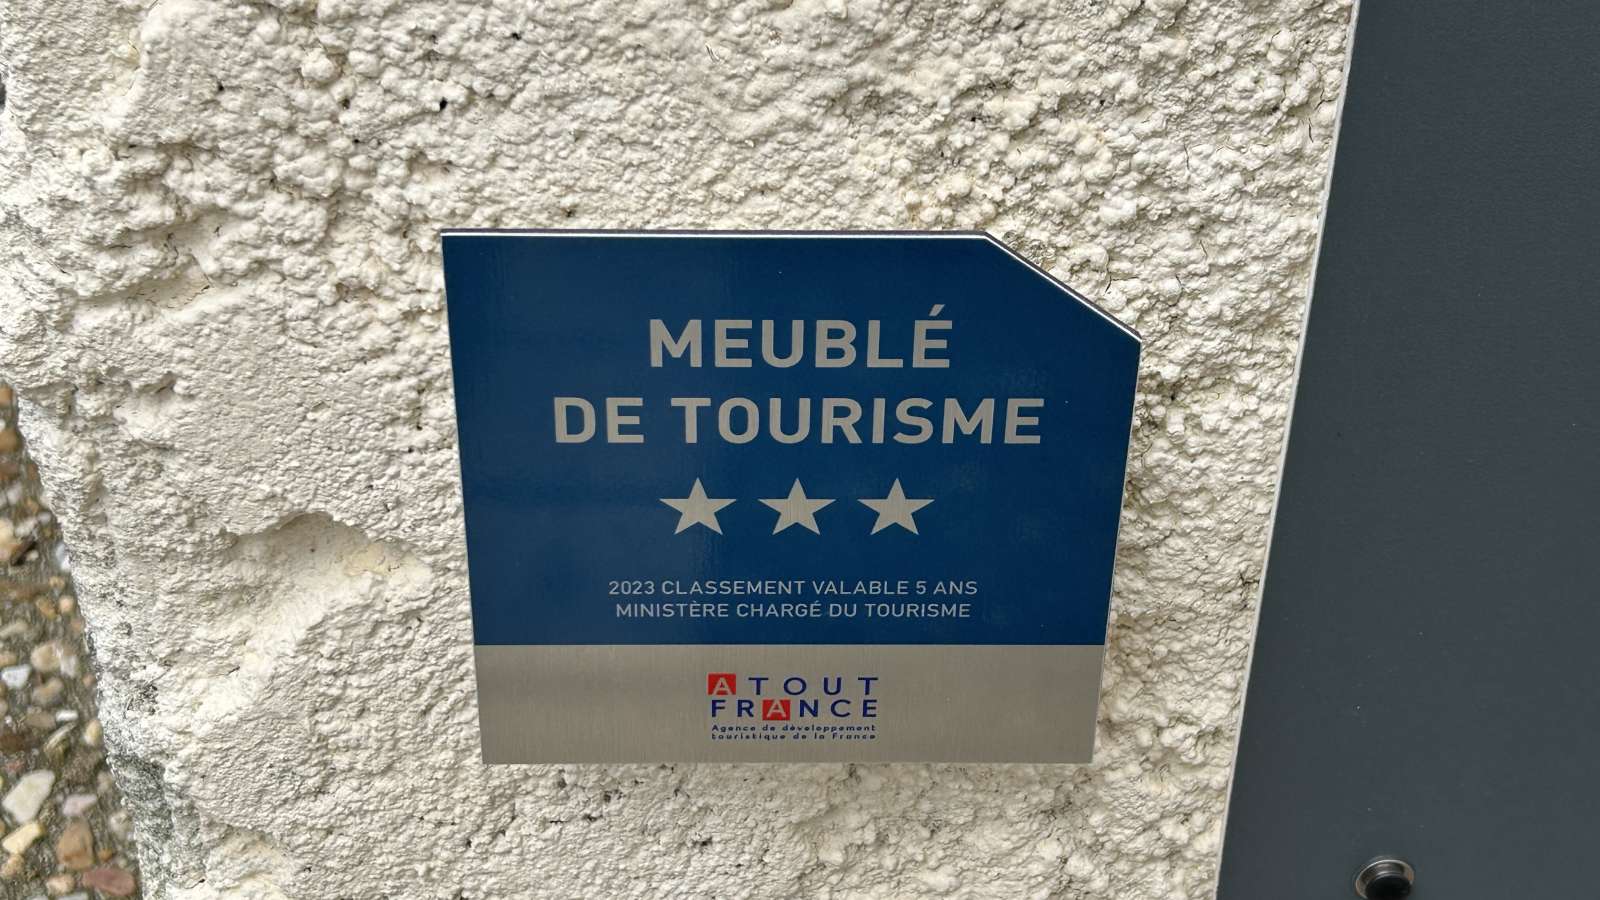 MEUBLÉ
DE TOURISME
2023 CLASSEMENT VALABLE 5 ANS
MINISTÈRE CHARGÉ DU TOURISME
ATOUT
FRANCE
Agence de développement
touristique de la France